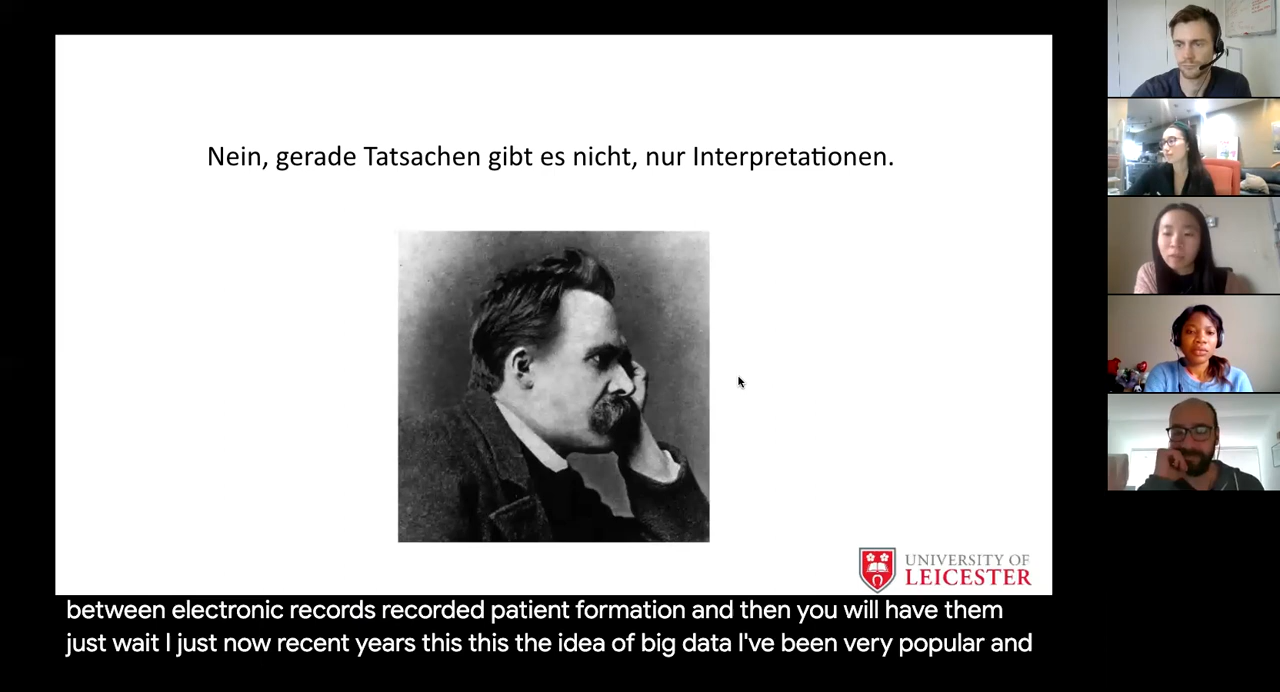 Nein, gerade Tatsachen gibt es nicht, nur Interpretationen.
UNIVERSITY OF
LEICESTER
between electronic records recorded patient formation and then you will have them
just wait I just now recent years this this the idea of big data I've been very popular and